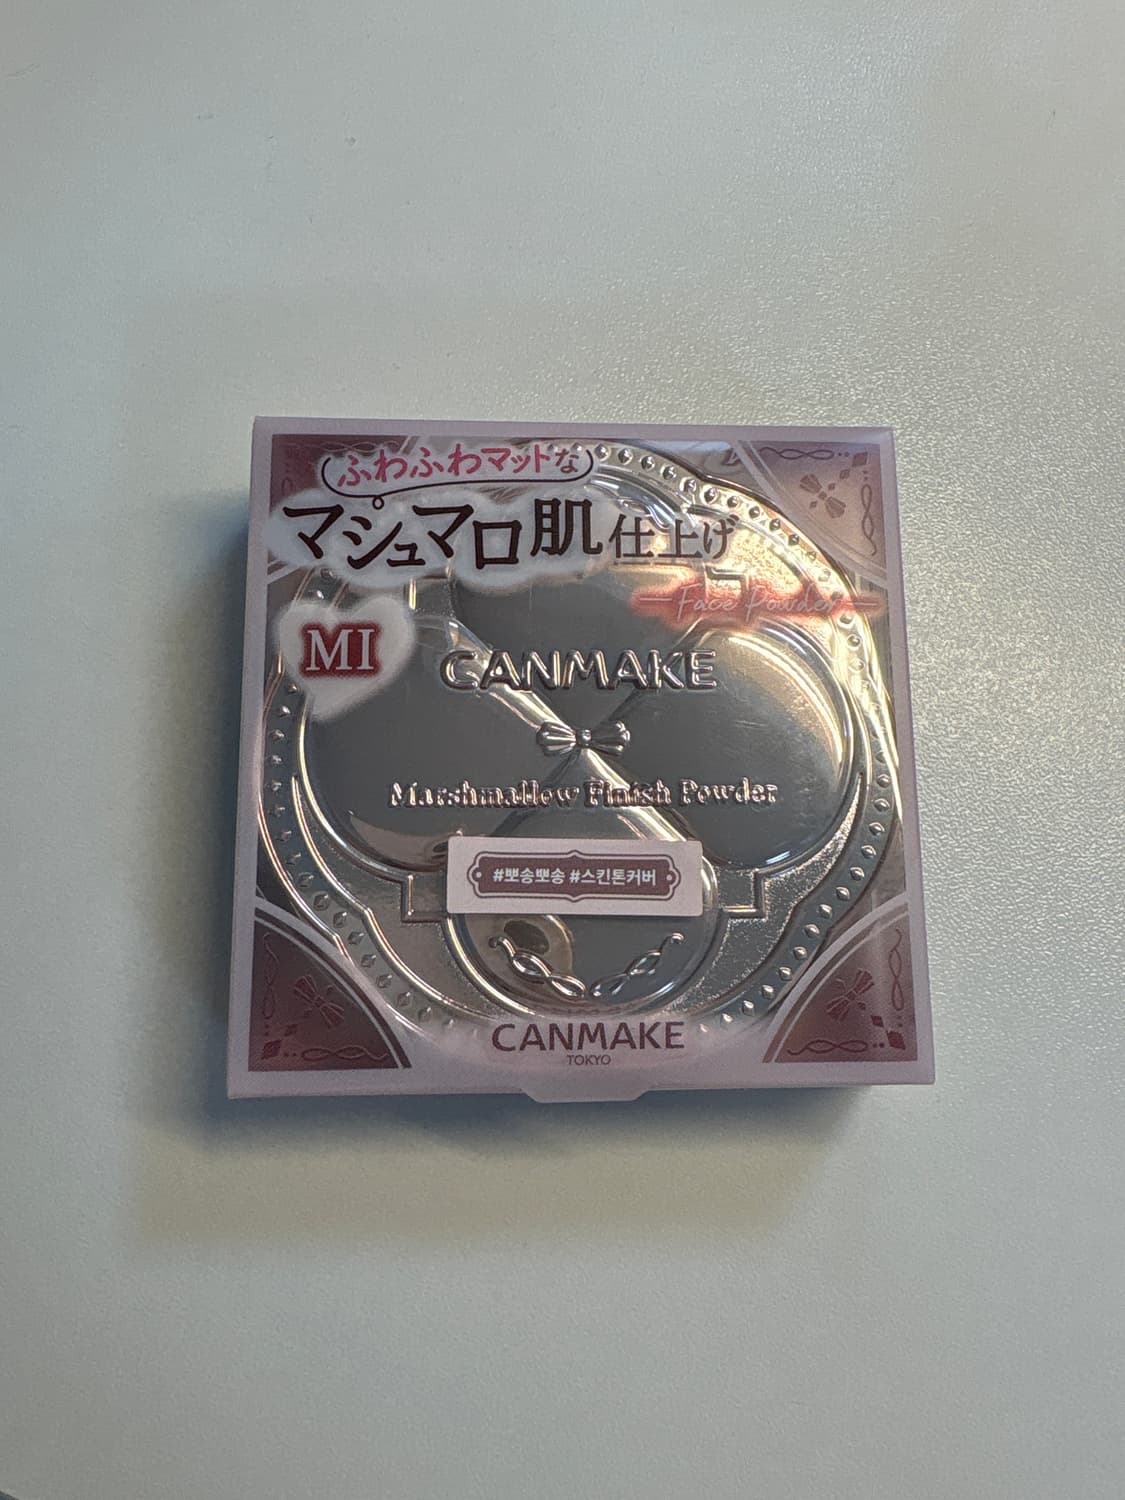 ふわふわマットな
マシュマロ肌仕上げ
Face Powder
MI
CANMAKE
Marshmallow Finish Powder
#뽀송뽀송 #스킨톤커버
CANMAKE
TOKYO